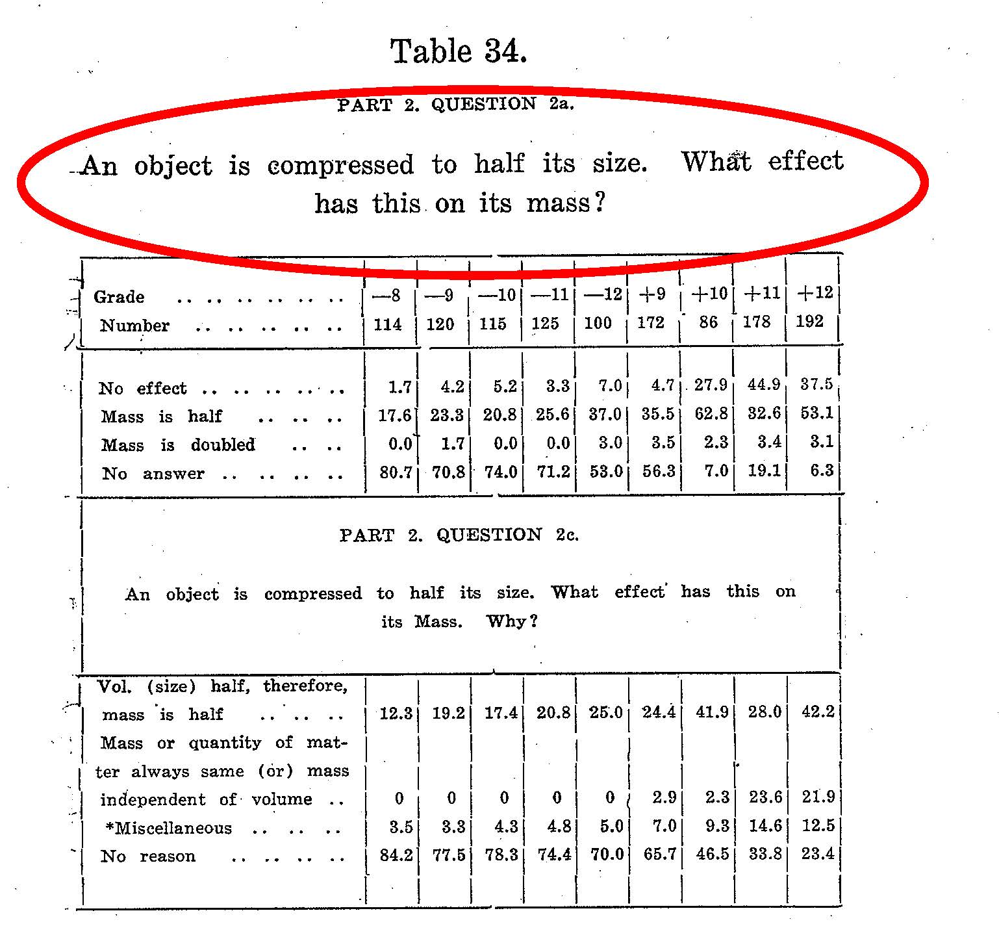 Table 34.
PART 2. QUESTION 2a.
An object is compressed to half its size. What effect
has this on its mass?
Grade .. .. .. .. .. .. —8 —9 —10 —11 —12 +9 +10 +11 +12
Number .. .. .. .. .. 114 120 115 125 100 172 86 178 192
No effect .. .. .. .. .. 1.7 4.2 5.2 3.3 7.0 4.7 27.9 44.9 37.5
Mass is half .. .. .. 17.6 23.3 20.8 25.6 37.0 35.5 62.8 32.6 53.1
Mass is doubled .. .. 0.0 1.7 0.0 0.0 3.0 3.5 2.3 3.4 3.1
No answer .. .. .. .. 80.7 70.8 74.0 71.2 53.0 56.3 7.0 19.1 6.3
PART 2. QUESTION 2c.
An object is compressed to half its size. What effect has this on
its Mass. Why?
Vol. (size) half, therefore,
mass is half .. .. .. 12.3 19.2 17.4 20.8 25.0 24.4 41.9 28.0 42.2
Mass or quantity of mat-
ter always same (or) mass
independent of volume .. 0 0 0 0 0 2.9 2.3 23.6 21.9
*Miscellaneous .. .. .. 3.5 3.3 4.3 4.8 5.0 7.0 9.3 14.6 12.5
No reason .. .. .. .. 84.2 77.5 78.3 74.4 70.0 65.7 46.5 33.8 23.4